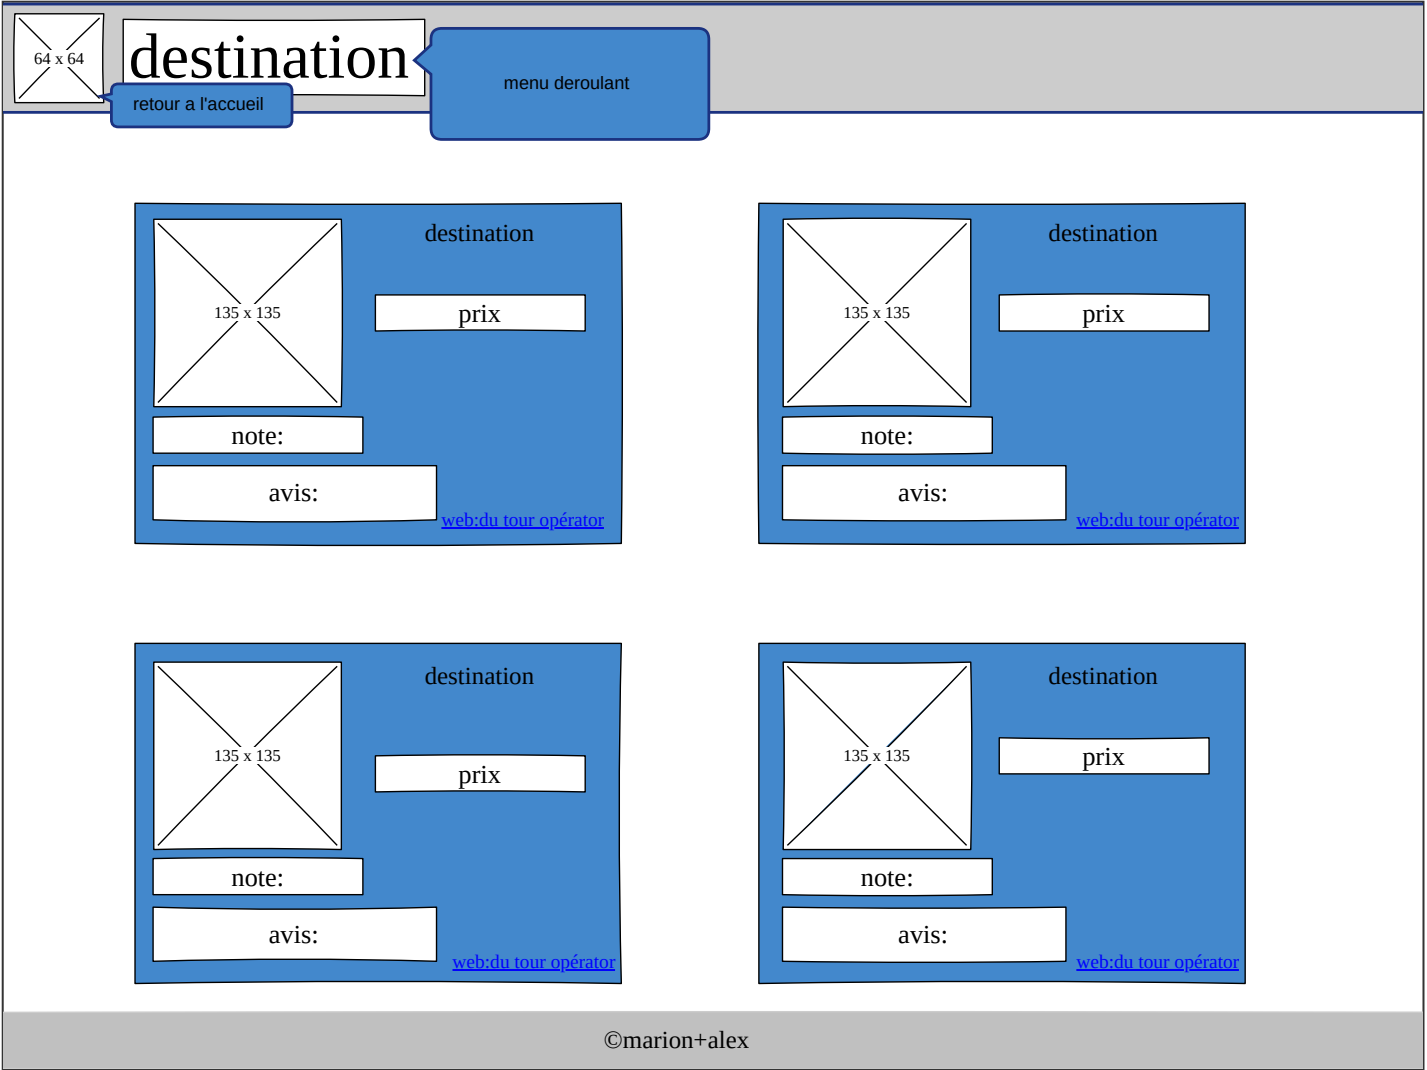 64 x 64
destination
menu deroulant
retour a l'accueil
destination
135 x 135
prix
note:
avis:
web:du tour opérator
destination
135 x 135
prix
note:
avis:
web:du tour opérator
destination
135 x 135
prix
note:
avis:
web:du tour opérator
destination
135 x 135
prix
note:
avis:
web:du tour opérator
©marion+alex